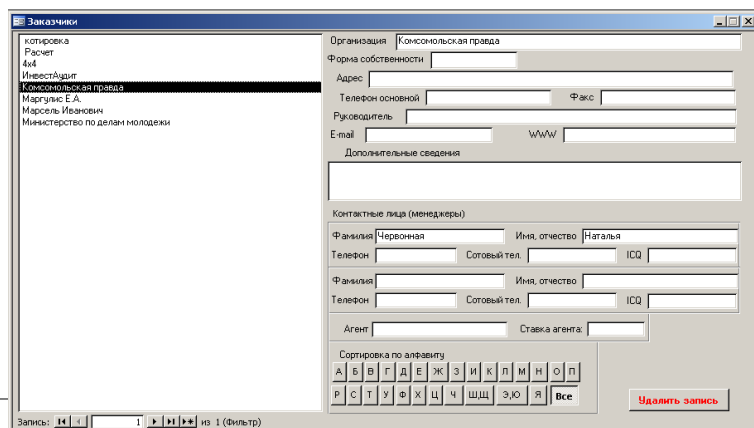 Заказчики
котировка
Расчет
4x4
ИнвестАудит
Комсомольская правда
Маргулис Е.А.
Марсель Иванович
Министерство по делам молодежи
Организация Комсомольская правда
Форма собственности
Адрес
Телефон основной Факс
Руководитель
E-mail WWW
Дополнительные сведения
Контактные лица (менеджеры)
Фамилия Червонная Имя, отчество Наталья
Телефон Сотовый тел. ICQ
Фамилия Имя, отчество
Телефон Сотовый тел. ICQ
Агент Ставка агента:
Сортировка по алфавиту
А Б В Г Д Е Ж З И К Л М Н О П
Р С Т У Ф Х Ц Ч Ш,Щ Э,Ю Я Все
Удалить запись
Запись: 1 из 1 (Фильтр)